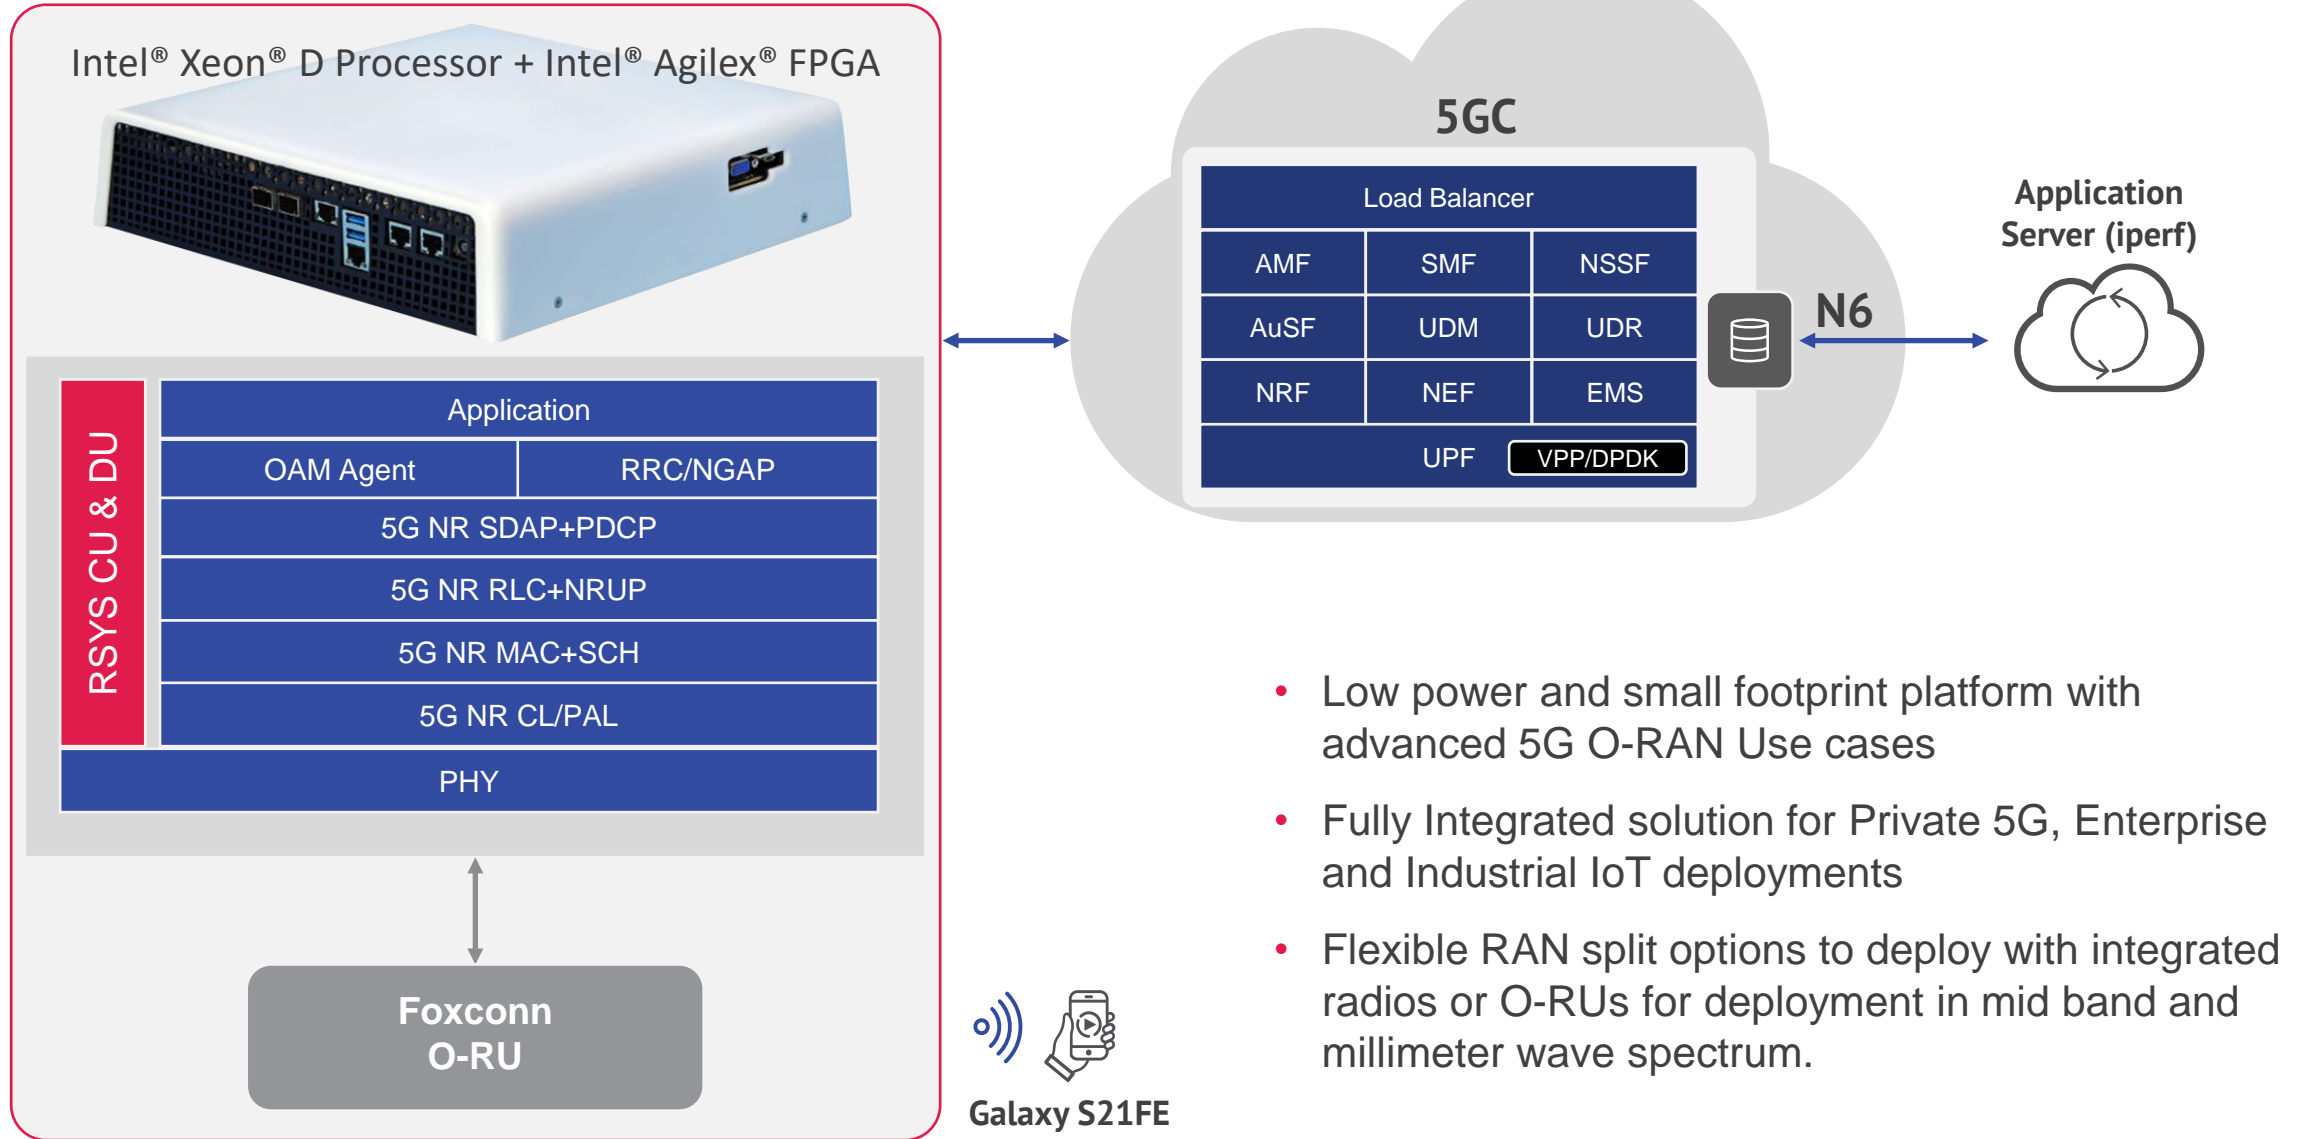 Intel® Xeon® D Processor + Intel® Agilex® FPGA
RSYS CU & DU
Application
OAM Agent
RRC/NGAP
5G NR SDAP+PDCP
5G NR RLC+NRUP
5G NR MAC+SCH
5G NR CL/PAL
PHY
Foxconn
O-RU
Galaxy S21FE
5GC
Load Balancer
AMF
SMF
NSSF
AuSF
UDM
UDR
NRF
NEF
EMS
UPF
VPP/DPDK
N6
Application
Server (iperf)
• Low power and small footprint platform with
advanced 5G O-RAN Use cases
• Fully Integrated solution for Private 5G, Enterprise
and Industrial IoT deployments
• Flexible RAN split options to deploy with integrated
radios or O-RUs for deployment in mid band and
millimeter wave spectrum.